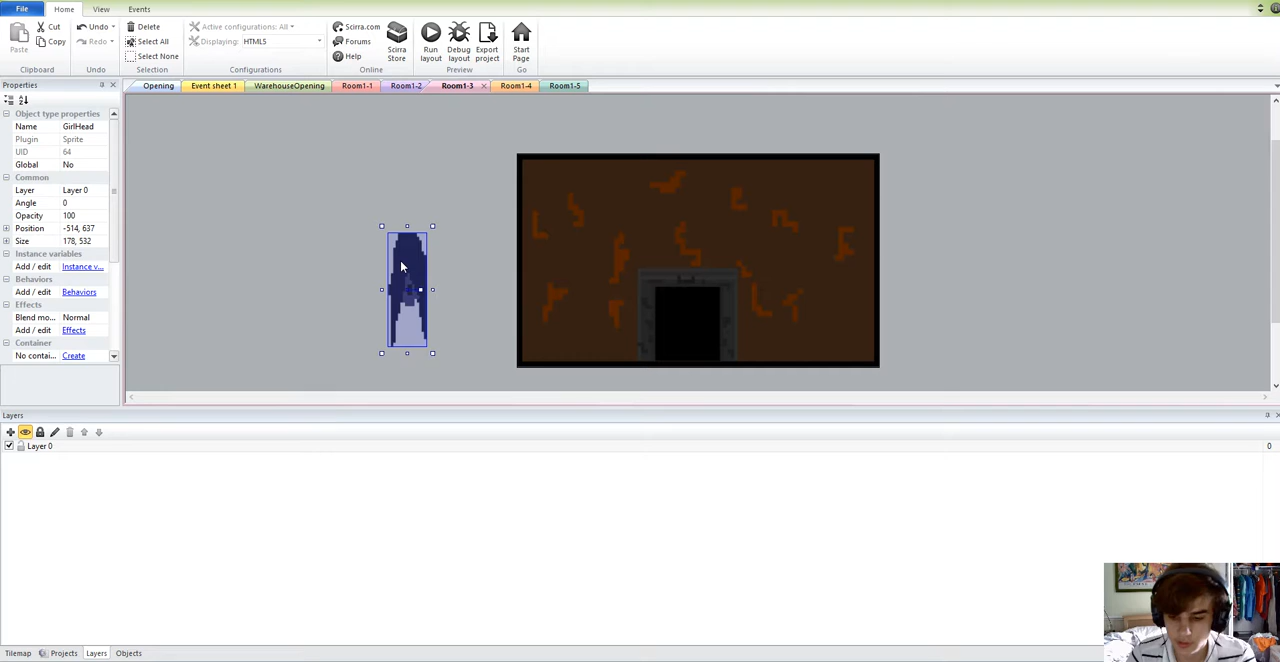 File Home View Events
Paste Cut Copy Undo Redo Delete Select All Select None Active configurations: All Displaying: HTML5 Scirra.com Forums Help Scirra Store Run layout Debug layout Export project Start Page
Clipboard Undo Selection Configurations Online Preview Go
Properties
Opening Event sheet 1 WarehouseOpening Room1-1 Room1-2 Room1-3 Room1-4 Room1-5
Object type properties
Name GirlHead
Plugin Sprite
UID 64
Global No
Common
Layer Layer 0
Angle 0
Opacity 100
Position -514, 637
Size 178, 532
Instance variables
Add / edit Instance v...
Behaviors
Add / edit Behaviors
Effects
Blend mo... Normal
Add / edit Effects
Container
No contai... Create
Layers
Layer 0 0
Tilemap Projects Layers Objects